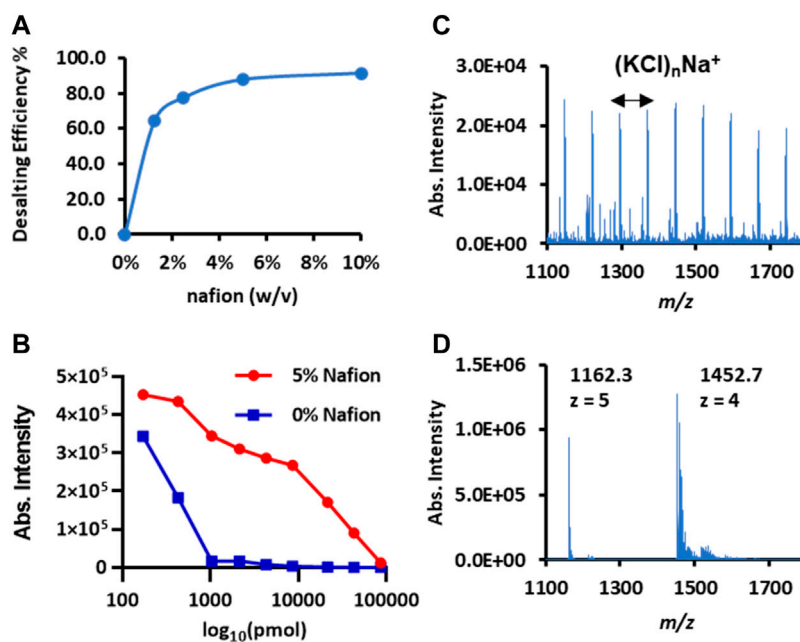 A
Desalting Efficiency %
100.0
80.0
60.0
40.0
20.0
0.0
0% 2% 4% 6% 8% 10%
nafion (w/v)
B
Abs. Intensity
5×10⁵
4×10⁵
3×10⁵
2×10⁵
1×10⁵
0
5% Nafion
0% Nafion
100 1000 10000 100000
log₁₀(pmol)
C
Abs. Intensity
(KCl)ₙNa⁺
3.0E+04
2.0E+04
1.0E+04
0.0E+00
1100 1300 1500 1700
m/z
D
Abs. Intensity
1.5E+06
1.0E+06
5.0E+05
0.0E+00
1162.3
z = 5
1452.7
z = 4
1100 1300 1500 1700
m/z